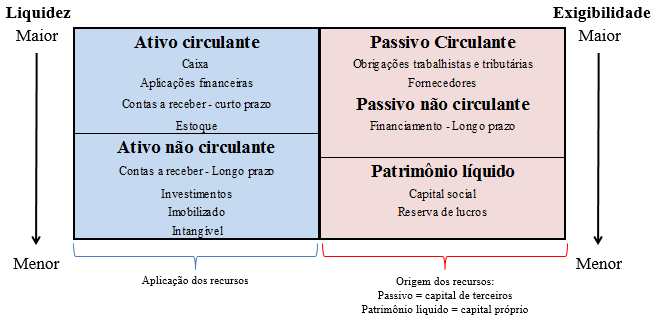 Liquidez
Maior
Menor
Ativo circulante
Caixa
Aplicações financeiras
Contas a receber - curto prazo
Estoque
Ativo não circulante
Contas a receber - Longo prazo
Investimentos
Imobilizado
Intangível
Aplicação dos recursos
Passivo Circulante
Obrigações trabalhistas e tributárias
Fornecedores
Passivo não circulante
Financiamento - Longo prazo
Patrimônio líquido
Capital social
Reserva de lucros
Origem dos recursos:
Passivo = capital de terceiros
Patrimônio líquido = capital próprio
Exigibilidade
Maior
Menor